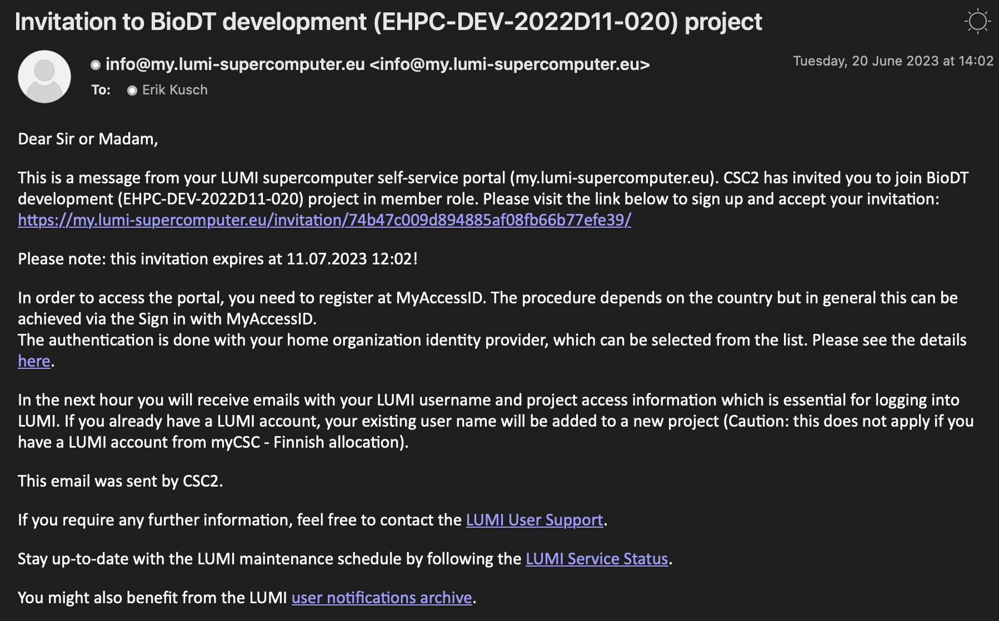 Invitation to BioDT development (EHPC-DEV-2022D11-020) project
info@my.lumi-supercomputer.eu <info@my.lumi-supercomputer.eu>
Tuesday, 20 June 2023 at 14:02
To: Erik Kusch
Dear Sir or Madam,
This is a message from your LUMI supercomputer self-service portal (my.lumi-supercomputer.eu). CSC2 has invited you to join BioDT
development (EHPC-DEV-2022D11-020) project in member role. Please visit the link below to sign up and accept your invitation:
https://my.lumi-supercomputer.eu/invitation/74b47c009d894885af08fb66b77efe39/
Please note: this invitation expires at 11.07.2023 12:02!
In order to access the portal, you need to register at MyAccessID. The procedure depends on the country but in general this can be
achieved via the Sign in with MyAccessID.
The authentication is done with your home organization identity provider, which can be selected from the list. Please see the details
here.
In the next hour you will receive emails with your LUMI username and project access information which is essential for logging into
LUMI. If you already have a LUMI account, your existing user name will be added to a new project (Caution: this does not apply if you
have a LUMI account from myCSC - Finnish allocation).
This email was sent by CSC2.
If you require any further information, feel free to contact the LUMI User Support.
Stay up-to-date with the LUMI maintenance schedule by following the LUMI Service Status.
You might also benefit from the LUMI user notifications archive.